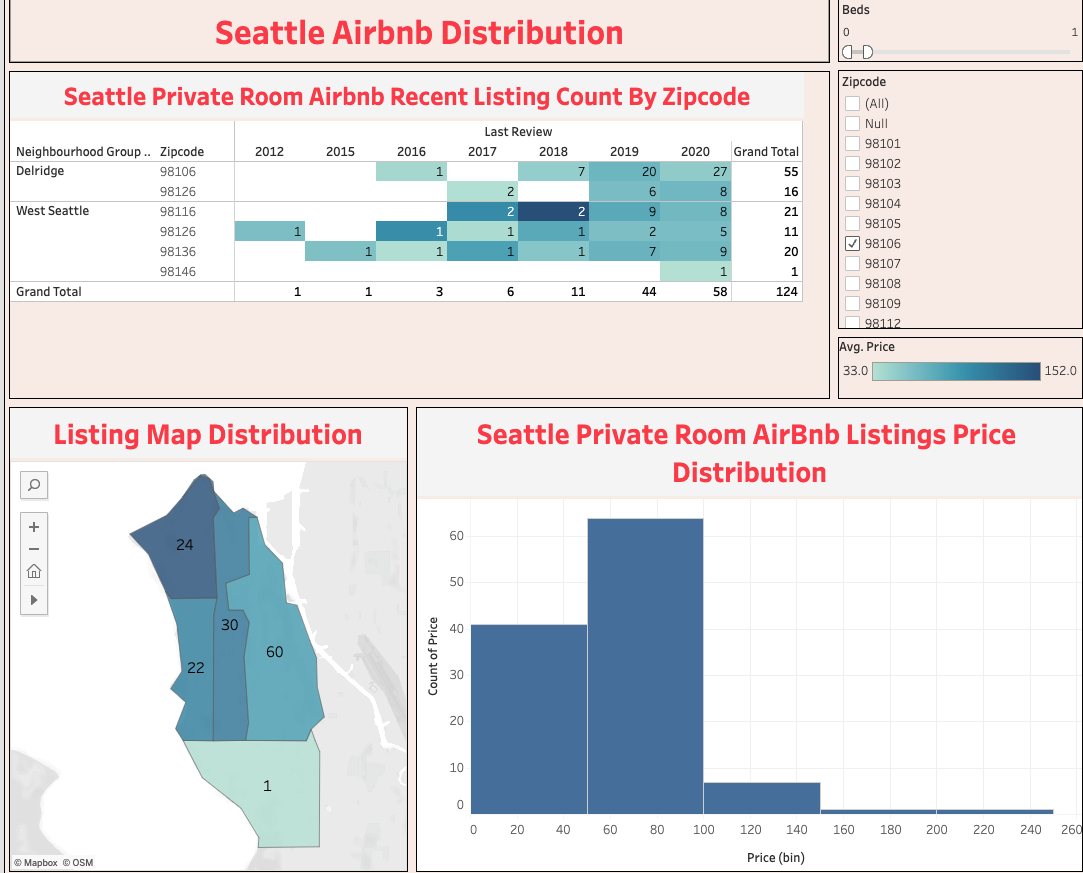 Seattle Airbnb Distribution
Beds
0 1
Seattle Private Room Airbnb Recent Listing Count By Zipcode
Last Review
Neighbourhood Group .. Zipcode 2012 2015 2016 2017 2018 2019 2020 Grand Total
Delridge 98106 1 7 20 27 55
98126 2 6 8 16
West Seattle 98116 2 2 9 8 21
98126 1 1 1 1 2 5 11
98136 1 1 1 1 7 9 20
98146 1 1
Grand Total 1 1 3 6 11 44 58 124
Zipcode
(All)
Null
98101
98102
98103
98104
98105
98106
98107
98108
98109
98112
Avg. Price
33.0 152.0
Listing Map Distribution
24
30
60
22
1
© Mapbox © OSM
Seattle Private Room AirBnb Listings Price
Distribution
Count of Price
60
50
40
30
20
10
0
0 20 40 60 80 100 120 140 160 180 200 220 240 260
Price (bin)